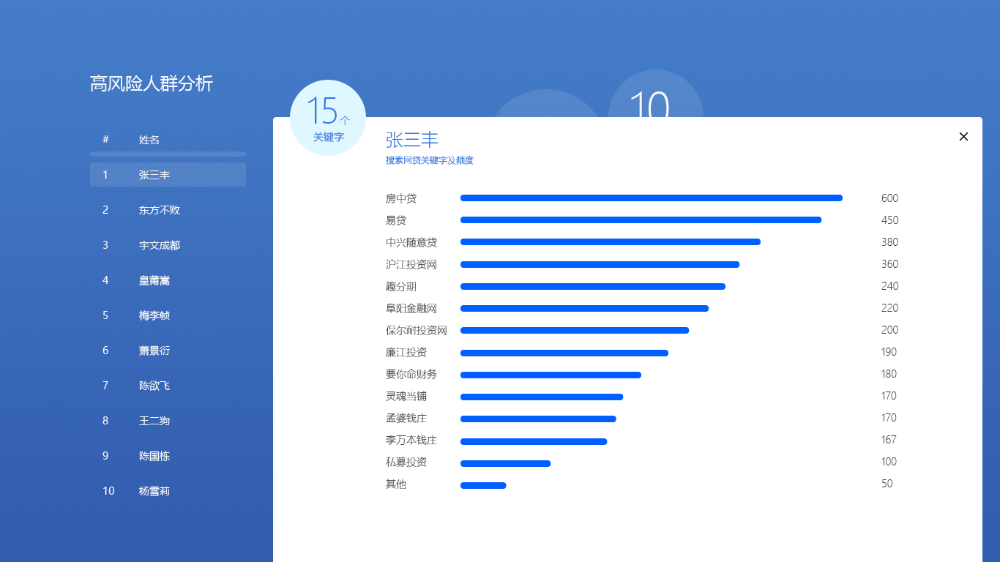 高风险人群分析
# 姓名
1 张三丰
2 东方不败
3 宇文成都
4 皇莆嵩
5 梅李帧
6 萧景衍
7 陈欲飞
8 王二狗
9 陈国栋
10 杨雪莉
15个
关键字
10
张三丰
搜索网贷关键字及频度
房中贷 600
易贷 450
中兴随意贷 380
沪江投资网 360
趣分期 240
阜阳金融网 220
保尔耐投资网 200
廉江投资 190
要你命财务 180
灵魂当铺 170
孟婆钱庄 170
李万本钱庄 167
私募投资 100
其他 50